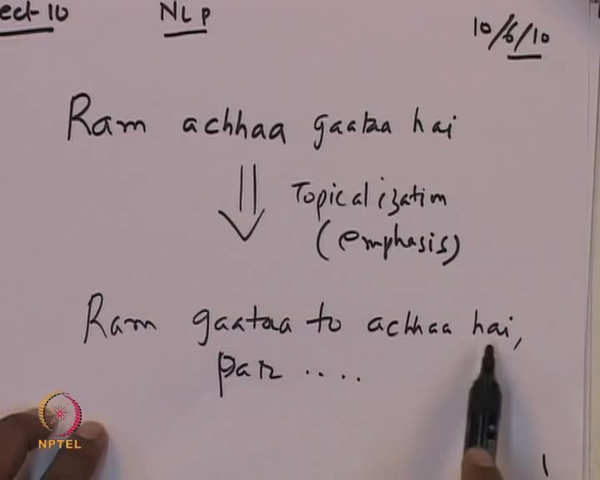 ect-10 NLP 10/6/10
Ram achhaa gaataa hai
Topicalization
(emphasis)
Ram gaataa to achhaa hai,
par ....
NPTEL
1